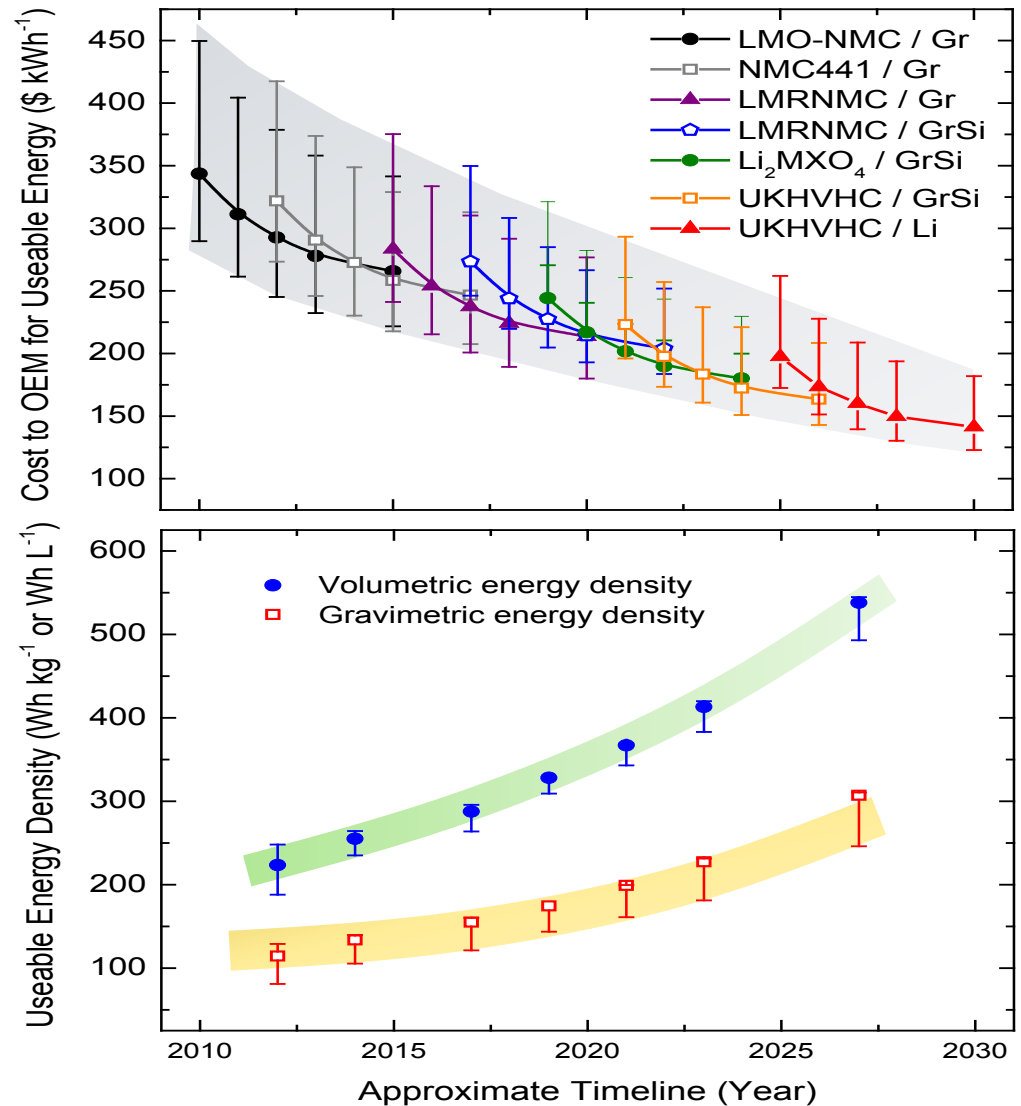 Cost to OEM for Useable Energy ($ kWh⁻¹)
450
400
350
300
250
200
150
100
LMO-NMC / Gr
NMC441 / Gr
LMRNMC / Gr
LMRNMC / GrSi
Li₂MXO₄ / GrSi
UKHVHC / GrSi
UKHVHC / Li
Useable Energy Density (Wh kg⁻¹ or Wh L⁻¹)
600
500
400
300
200
100
Volumetric energy density
Gravimetric energy density
2010 2015 2020 2025 2030
Approximate Timeline (Year)